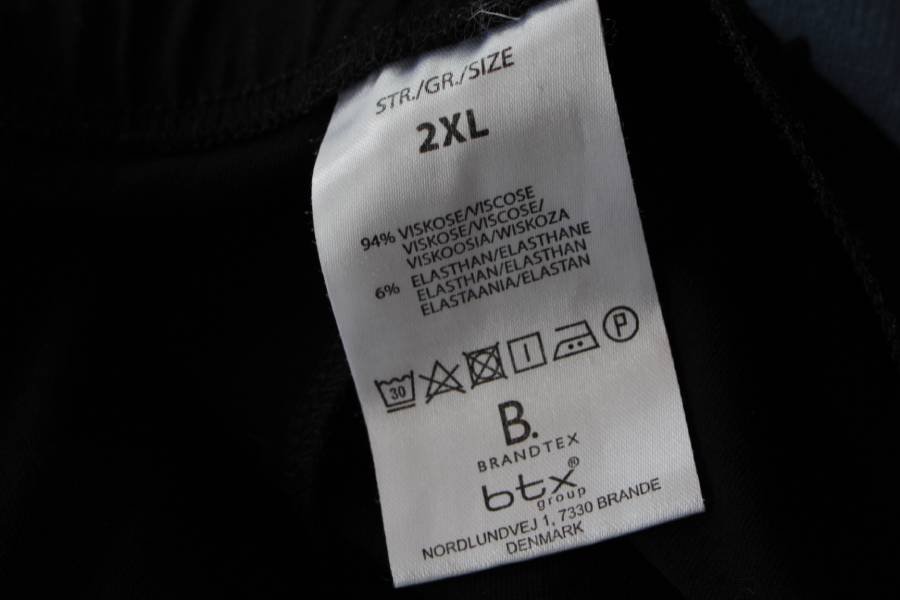 STR./GR./SIZE
2XL
94% VISKOSE/VISCOSE
VISKOSE/VISCOSE/
VISKOOSIA/WISKOZA
6% ELASTHAN/ELASTHANE
ELASTHAN/ELASTHAN
ELASTAANIA/ELASTAN
30
P
B.
BRANDTEX
btx®
group
NORDLUNDVEJ 1, 7330 BRANDE
DENMARK